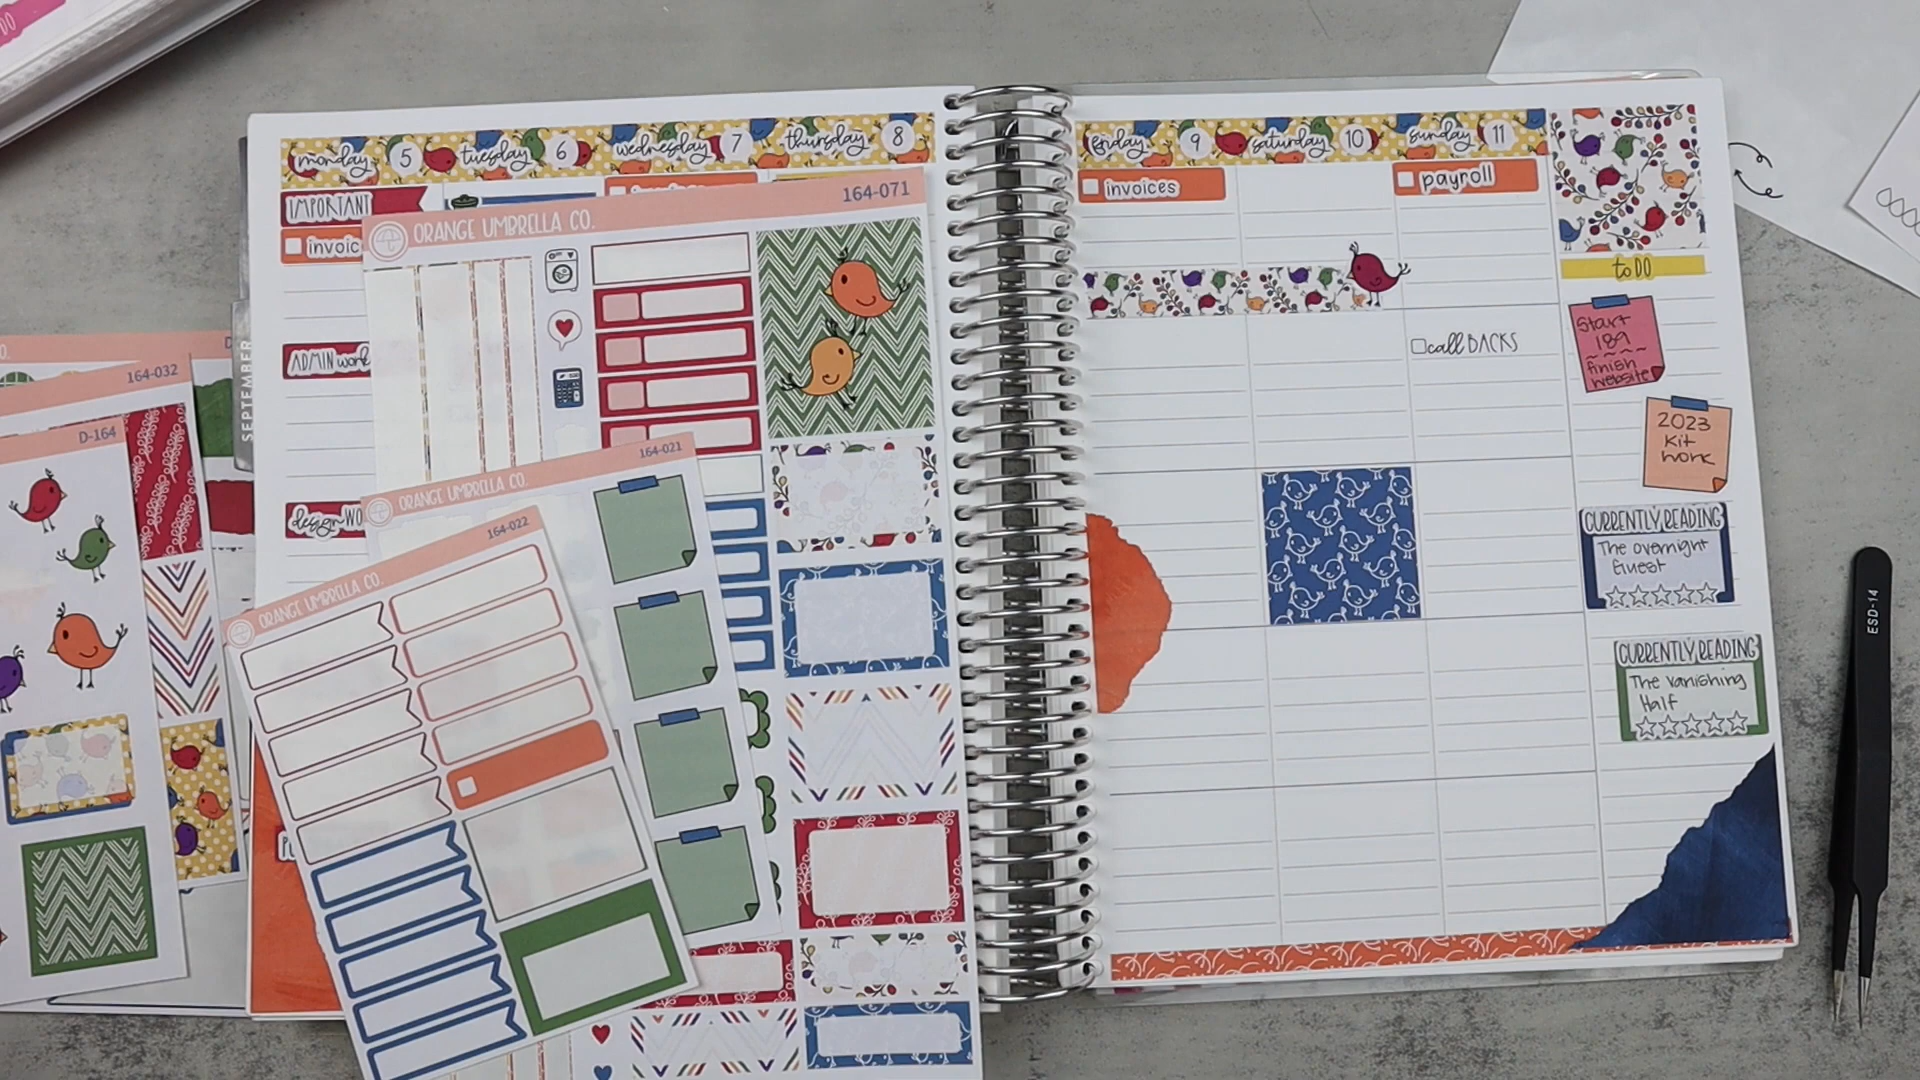 DO
monday 5 tuesday 6 wednesday 7 thursday 8
friday 9 saturday 10 sunday 11
IMPORTANT
invoices
payroll
toDO
164-071
ORANGE UMBRELLA CO.
SEPTEMBER
ADMIN work
call BACKS
Start
189
finish
website
164-032
D-164
2023
Kit
work
164-021
ORANGE UMBRELLA CO.
164-022
ORANGE UMBRELLA CO.
design WO
CURRENTLY READING
The overnight
Guest
CURRENTLY READING
The vanishing
Half
ESD-14